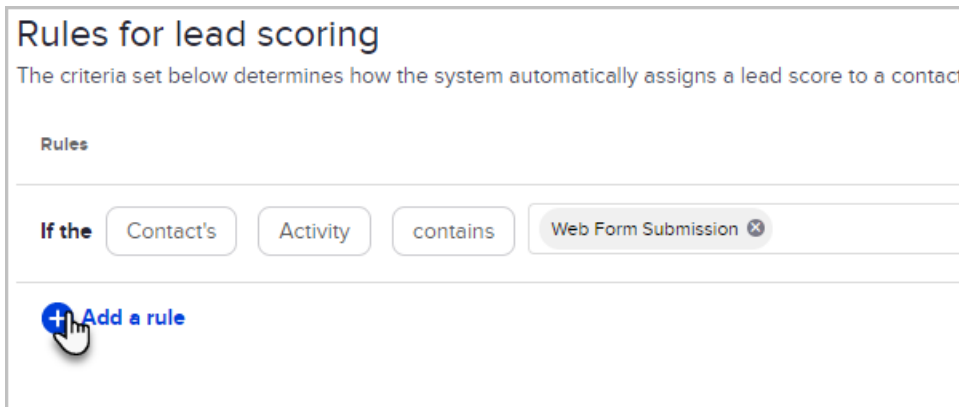 Rules for lead scoring
The criteria set below determines how the system automatically assigns a lead score to a contact
Rules
If the Contact's Activity contains Web Form Submission
Add a rule